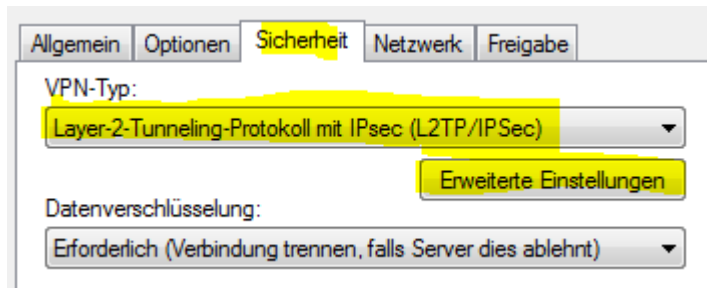 Allgemein Optionen Sicherheit Netzwerk Freigabe
VPN-Typ:
Layer-2-Tunneling-Protokoll mit IPsec (L2TP/IPSec)
Erweiterte Einstellungen
Datenverschlüsselung:
Erforderlich (Verbindung trennen, falls Server dies ablehnt)